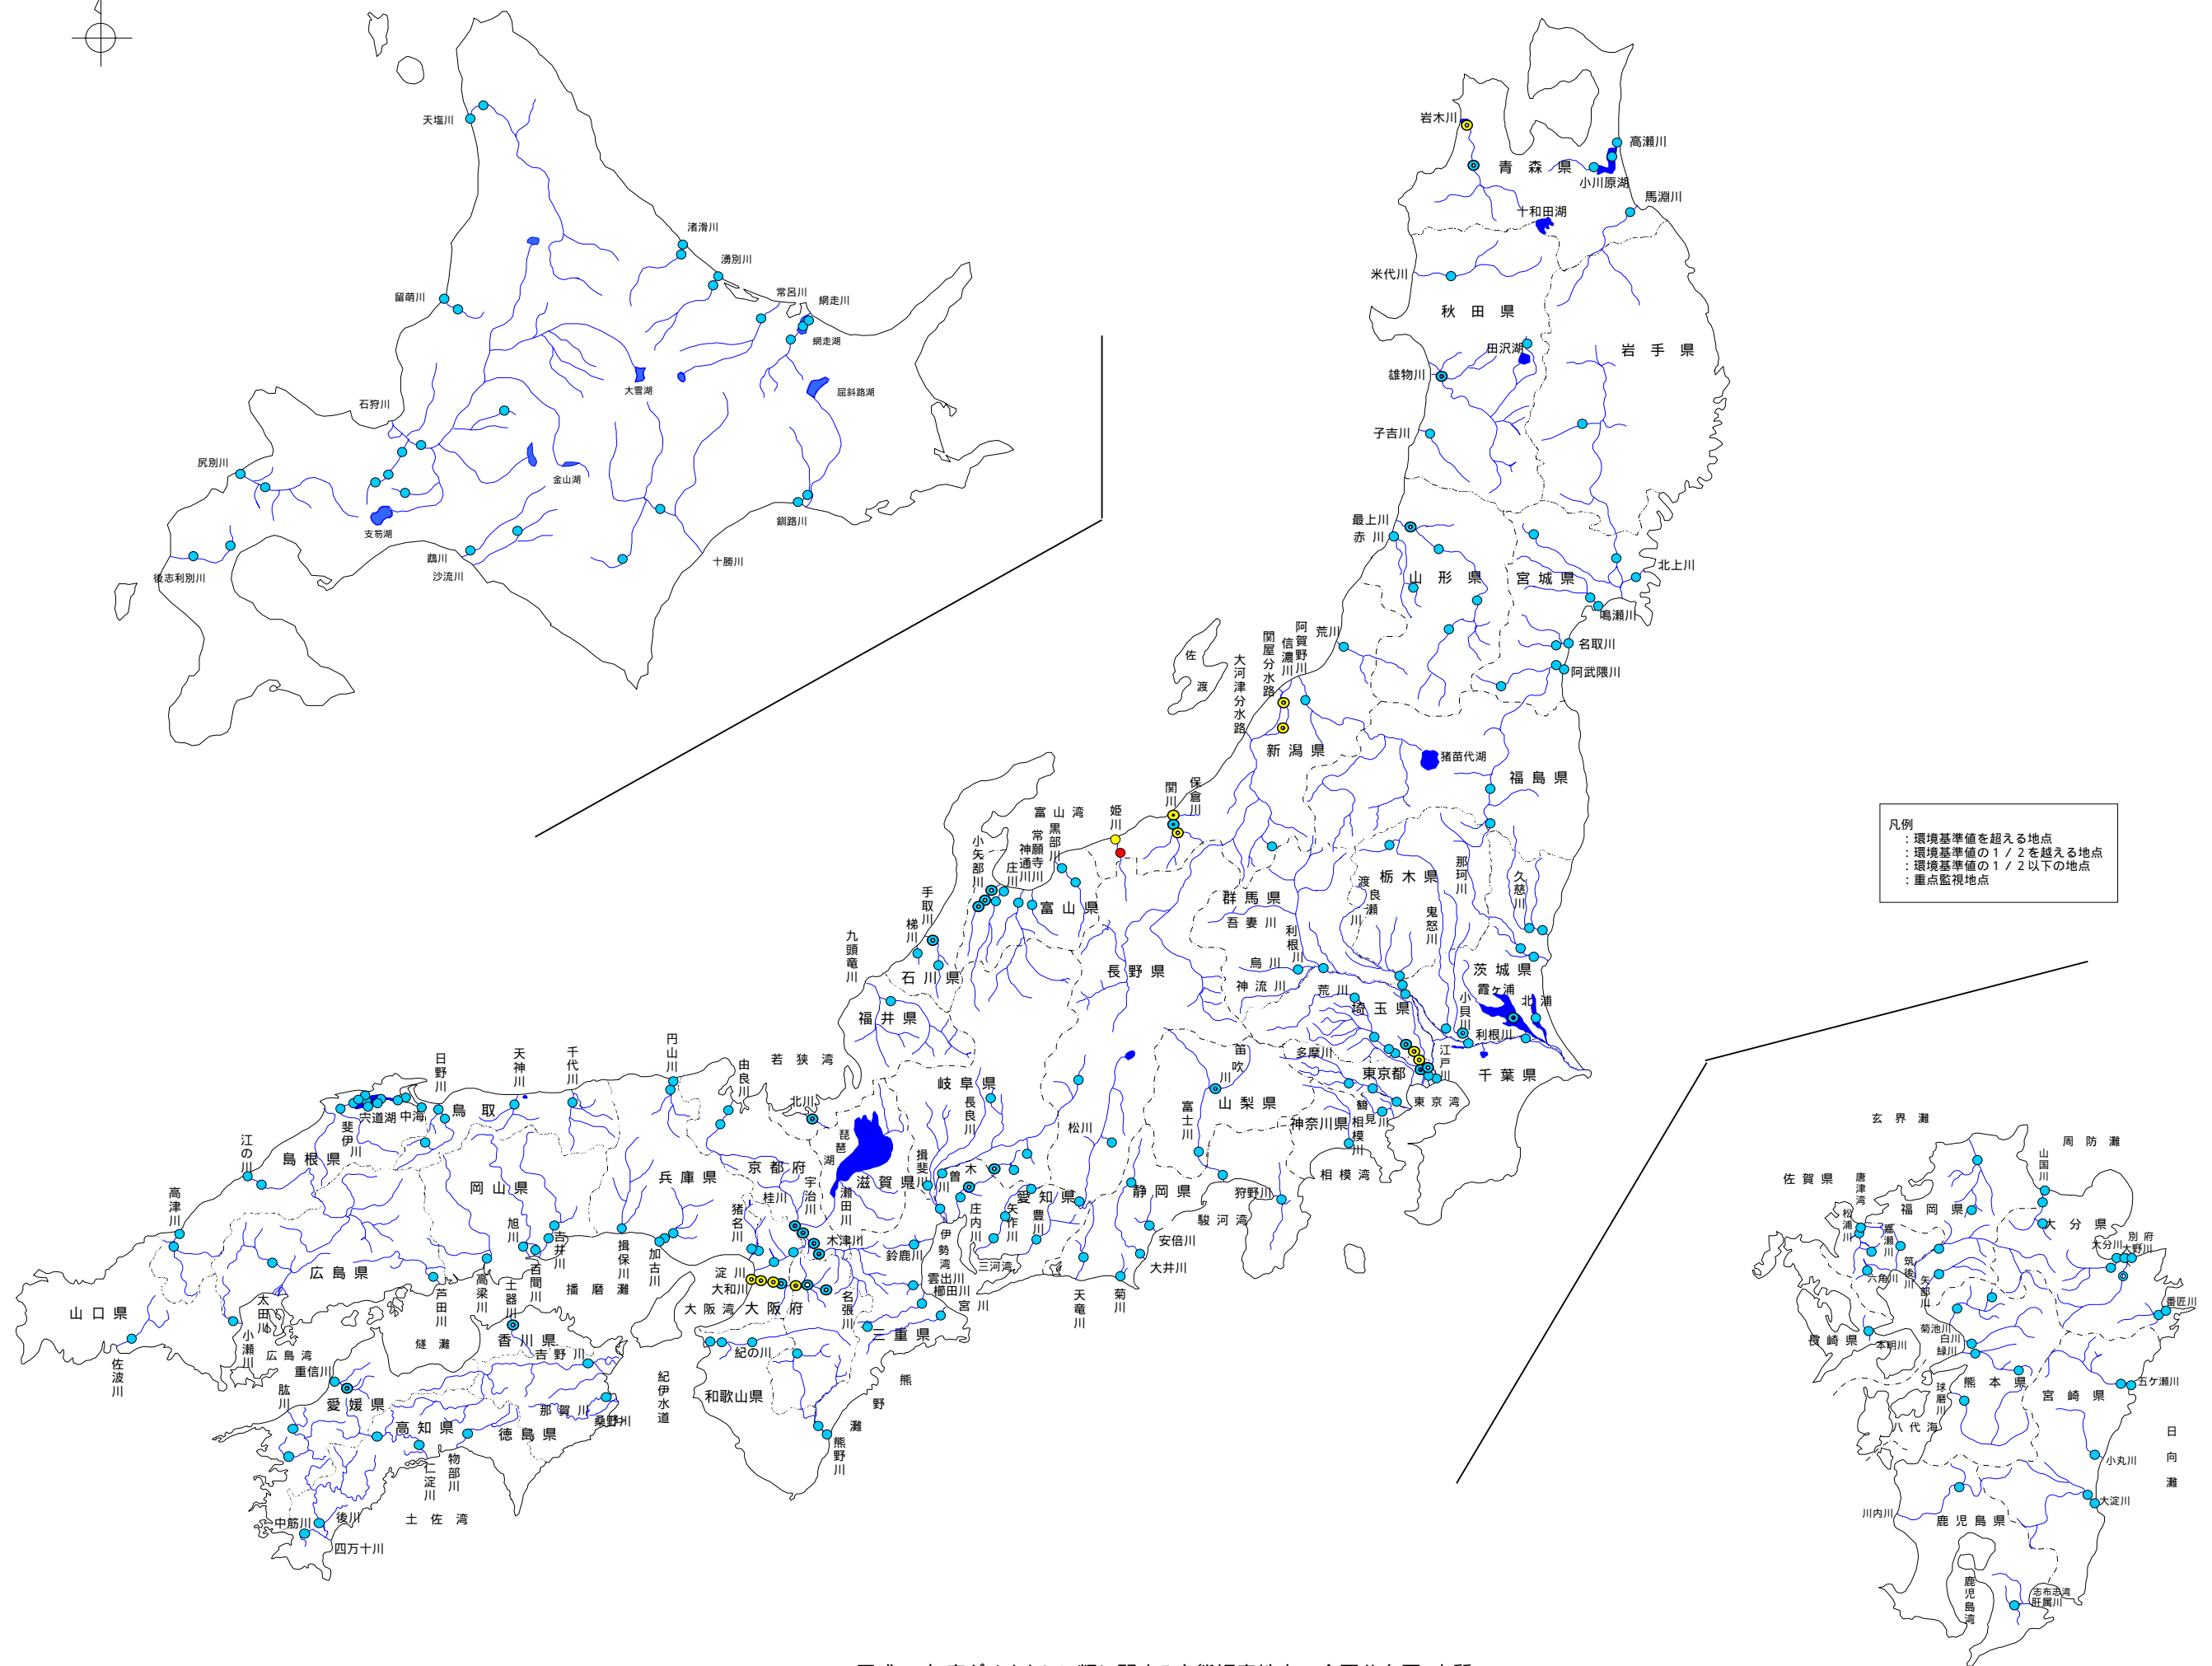 天塩川
渚滑川
湧別川
常呂川
網走川
網走湖
留萌川
大雪湖
屈斜路湖
石狩川
尻別川
金山湖
支笏湖
釧路川
鵡川
沙流川
十勝川
後志利別川
岩木川
青森県
高瀬川
小川原湖
馬淵川
十和田湖
米代川
秋田県
田沢湖
岩手県
雄物川
子吉川
最上川
赤川
山形県
宮城県
北上川
鳴瀬川
名取川
阿武隈川
荒川
阿賀野川
信濃川
関屋分水路
大河津分水路
佐渡
新潟県
猪苗代湖
福島県
保倉川
関川
姫川
富山湾
黒部川
常願寺川
神通川
庄川
小矢部川
富山県
手取川
梯川
石川県
九頭竜川
福井県
長野県
群馬県
吾妻川
利根川
烏川
神流川
渡良瀬川
栃木県
鬼怒川
那珂川
久慈川
茨城県
霞ヶ浦
北浦
小貝川
利根川
荒川
埼玉県
多摩川
江戸川
東京都
千葉県
東京湾
鶴見川
神奈川県
相模川
相模湾
笛吹川
山梨県
富士川
狩野川
駿河湾
静岡県
安倍川
大井川
菊川
天竜川
松川
岐阜県
長良川
揖斐川
木曽川
愛知県
庄内川
矢作川
豊川
三河湾
伊勢湾
鈴鹿川
雲出川
櫛田川
宮川
三重県
熊野灘
熊野川
若狭湾
北川
由良川
円山川
琵琶湖
滋賀県
瀬田川
京都府
宇治川
桂川
木津川
名張川
猪名川
淀川
大和川
大阪府
大阪湾
紀の川
和歌山県
紀伊水道
兵庫県
加古川
揖保川
播磨灘
千代川
天神川
日野川
鳥取
中海
宍道湖
斐伊川
島根県
江の川
高津川
岡山県
旭川
吉井川
百間川
高梁川
芦田川
広島県
太田川
小瀬川
広島湾
山口県
佐波川
燧灘
土器川
香川県
吉野川
那賀川
桑野川
徳島県
重信川
肱川
愛媛県
高知県
物部川
仁淀川
土佐湾
後川
中筋川
四万十川
凡例
：環境基準値を超える地点
：環境基準値の１／２を越える地点
：環境基準値の１／２以下の地点
：重点監視地点
玄界灘
周防灘
山国川
佐賀県
唐津湾
松浦川
福岡県
嘉瀬川
大分県
別府
大分川
大野川
六角川
筑後川
矢部川
番匠川
菊池川
白川
緑川
長崎県
本明川
熊本県
球磨川
八代海
五ケ瀬川
宮崎県
日向灘
小丸川
大淀川
川内川
鹿児島県
鹿児島湾
志布志湾
肝属川